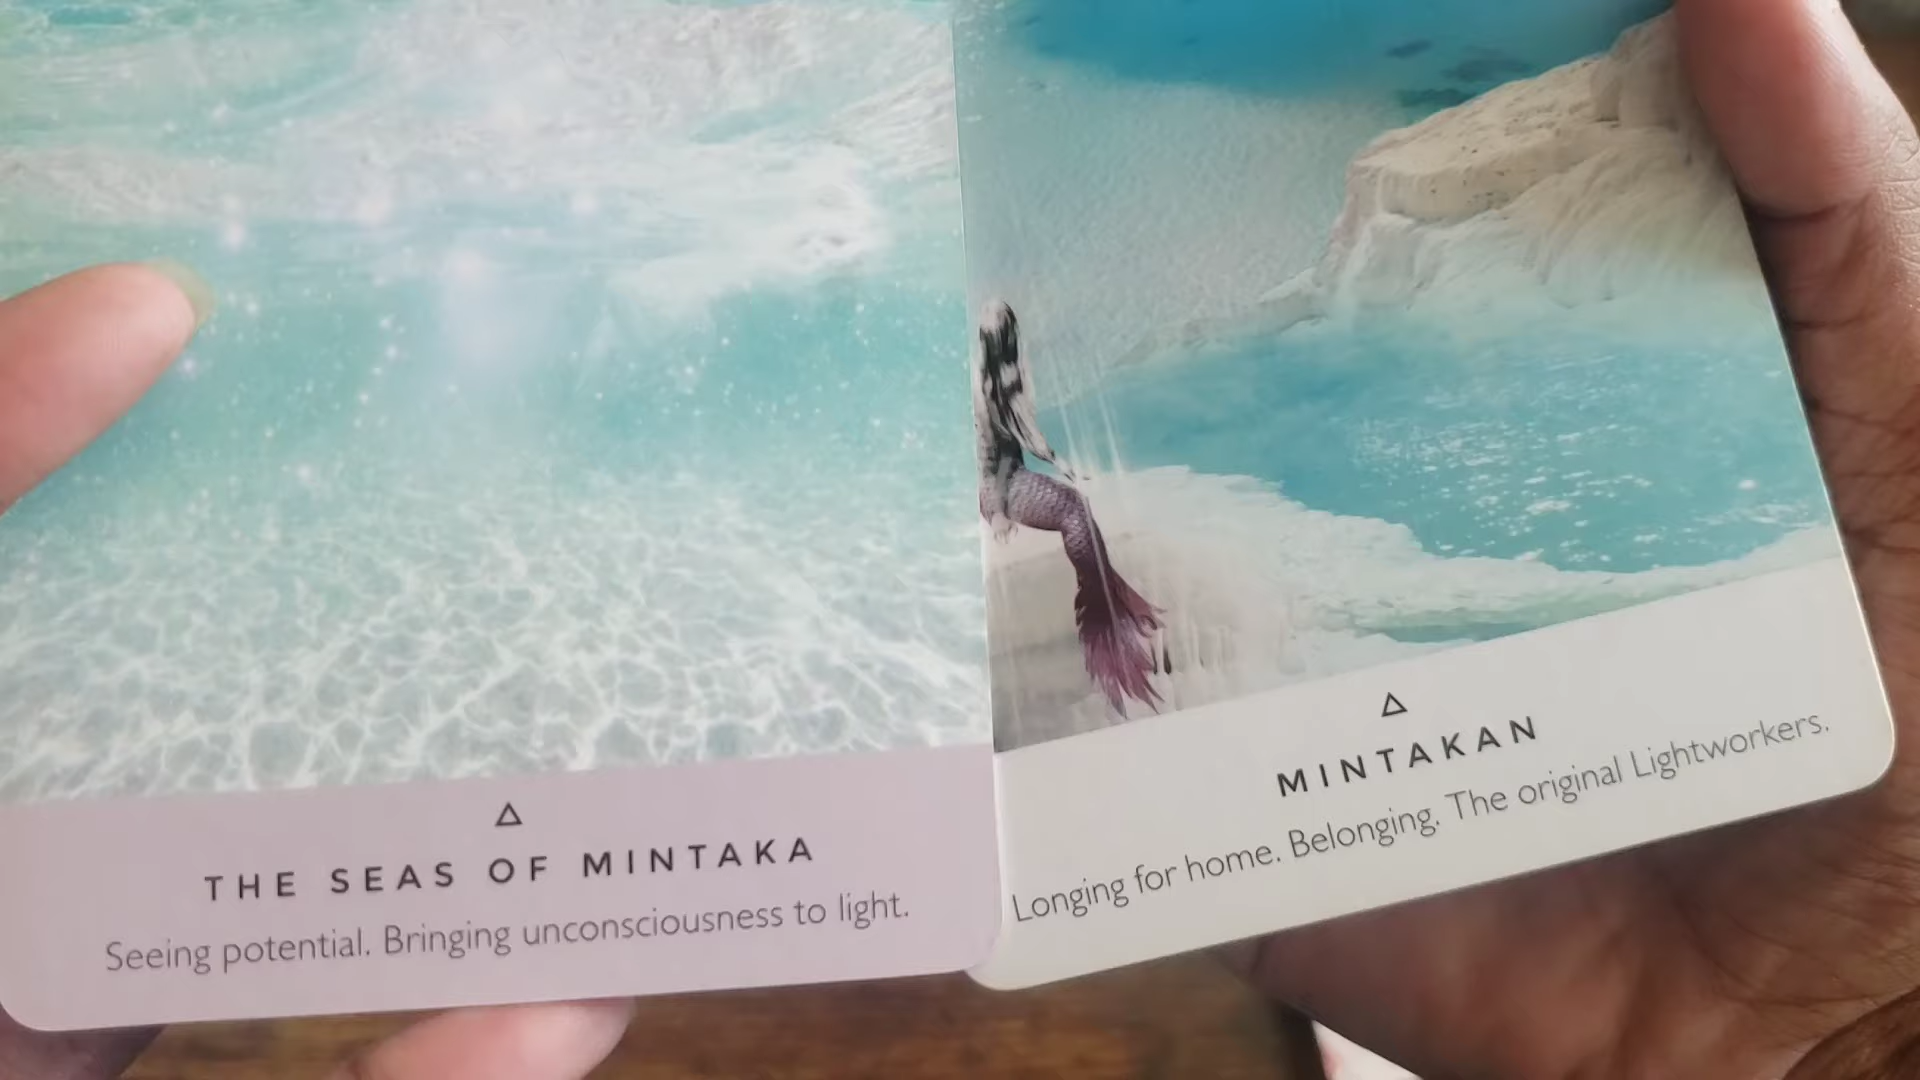 THE SEAS OF MINTAKA
Seeing potential. Bringing unconsciousness to light.
MINTAKAN
Longing for home. Belonging. The original Lightworkers.